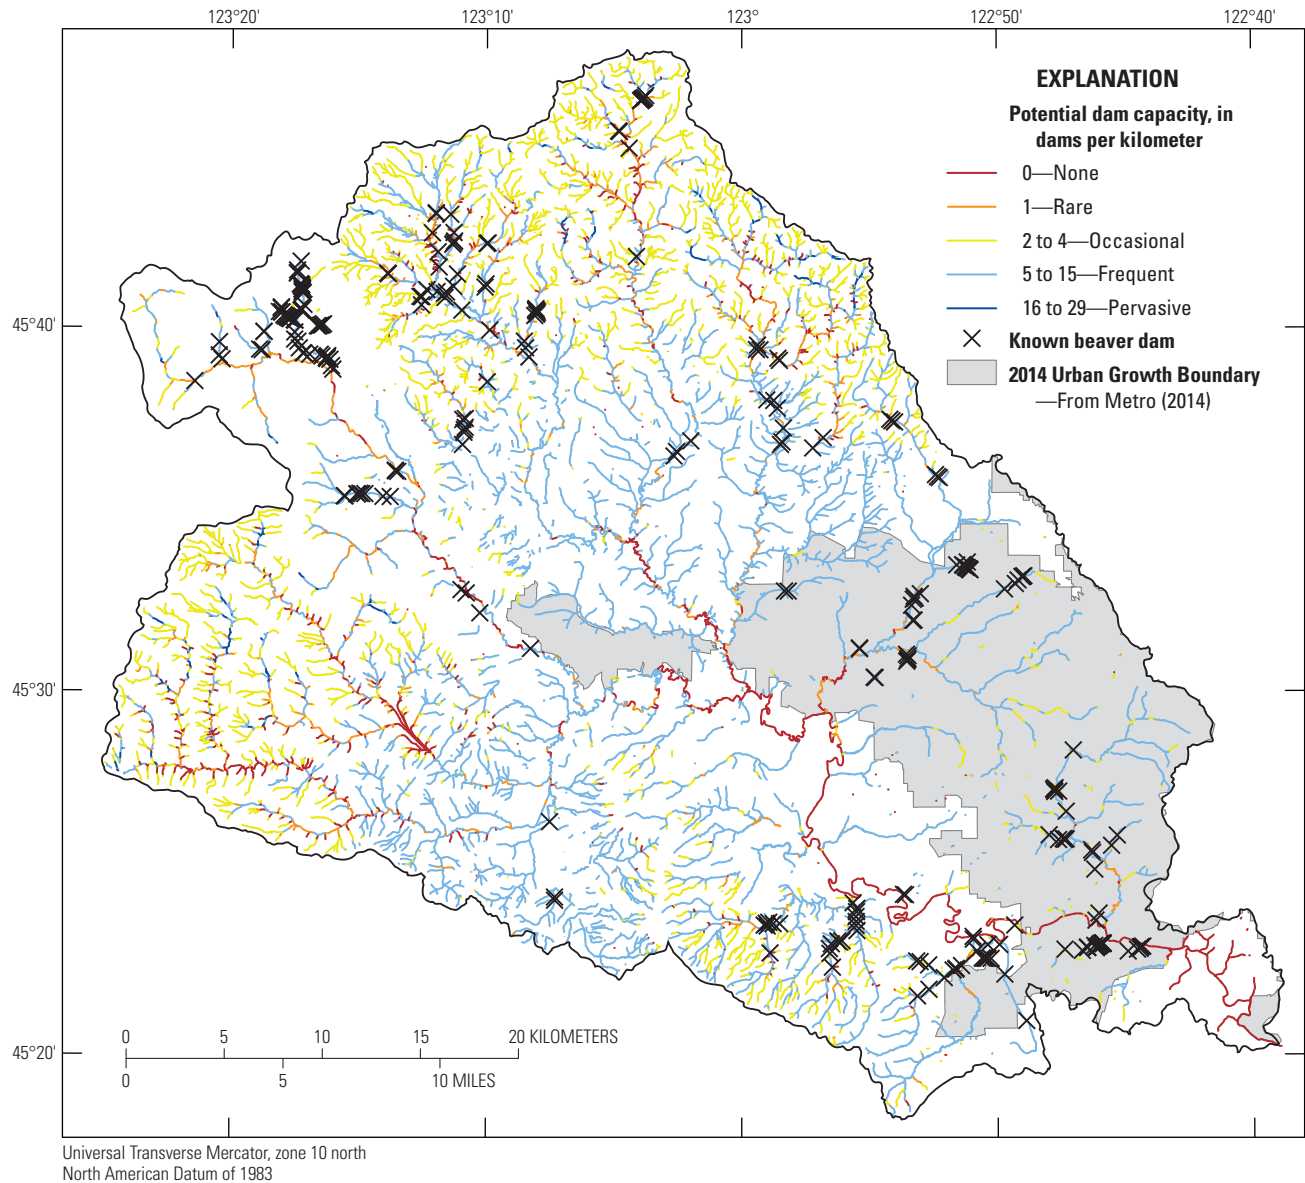 123°20'
123°10'
123°
122°50'
122°40'
EXPLANATION
Potential dam capacity, in
dams per kilometer
0—None
1—Rare
2 to 4—Occasional
5 to 15—Frequent
16 to 29—Pervasive
Known beaver dam
2014 Urban Growth Boundary
—From Metro (2014)
45°40'
45°30'
45°20'
0 5 10 15 20 KILOMETERS
0 5 10 MILES
Universal Transverse Mercator, zone 10 north
North American Datum of 1983